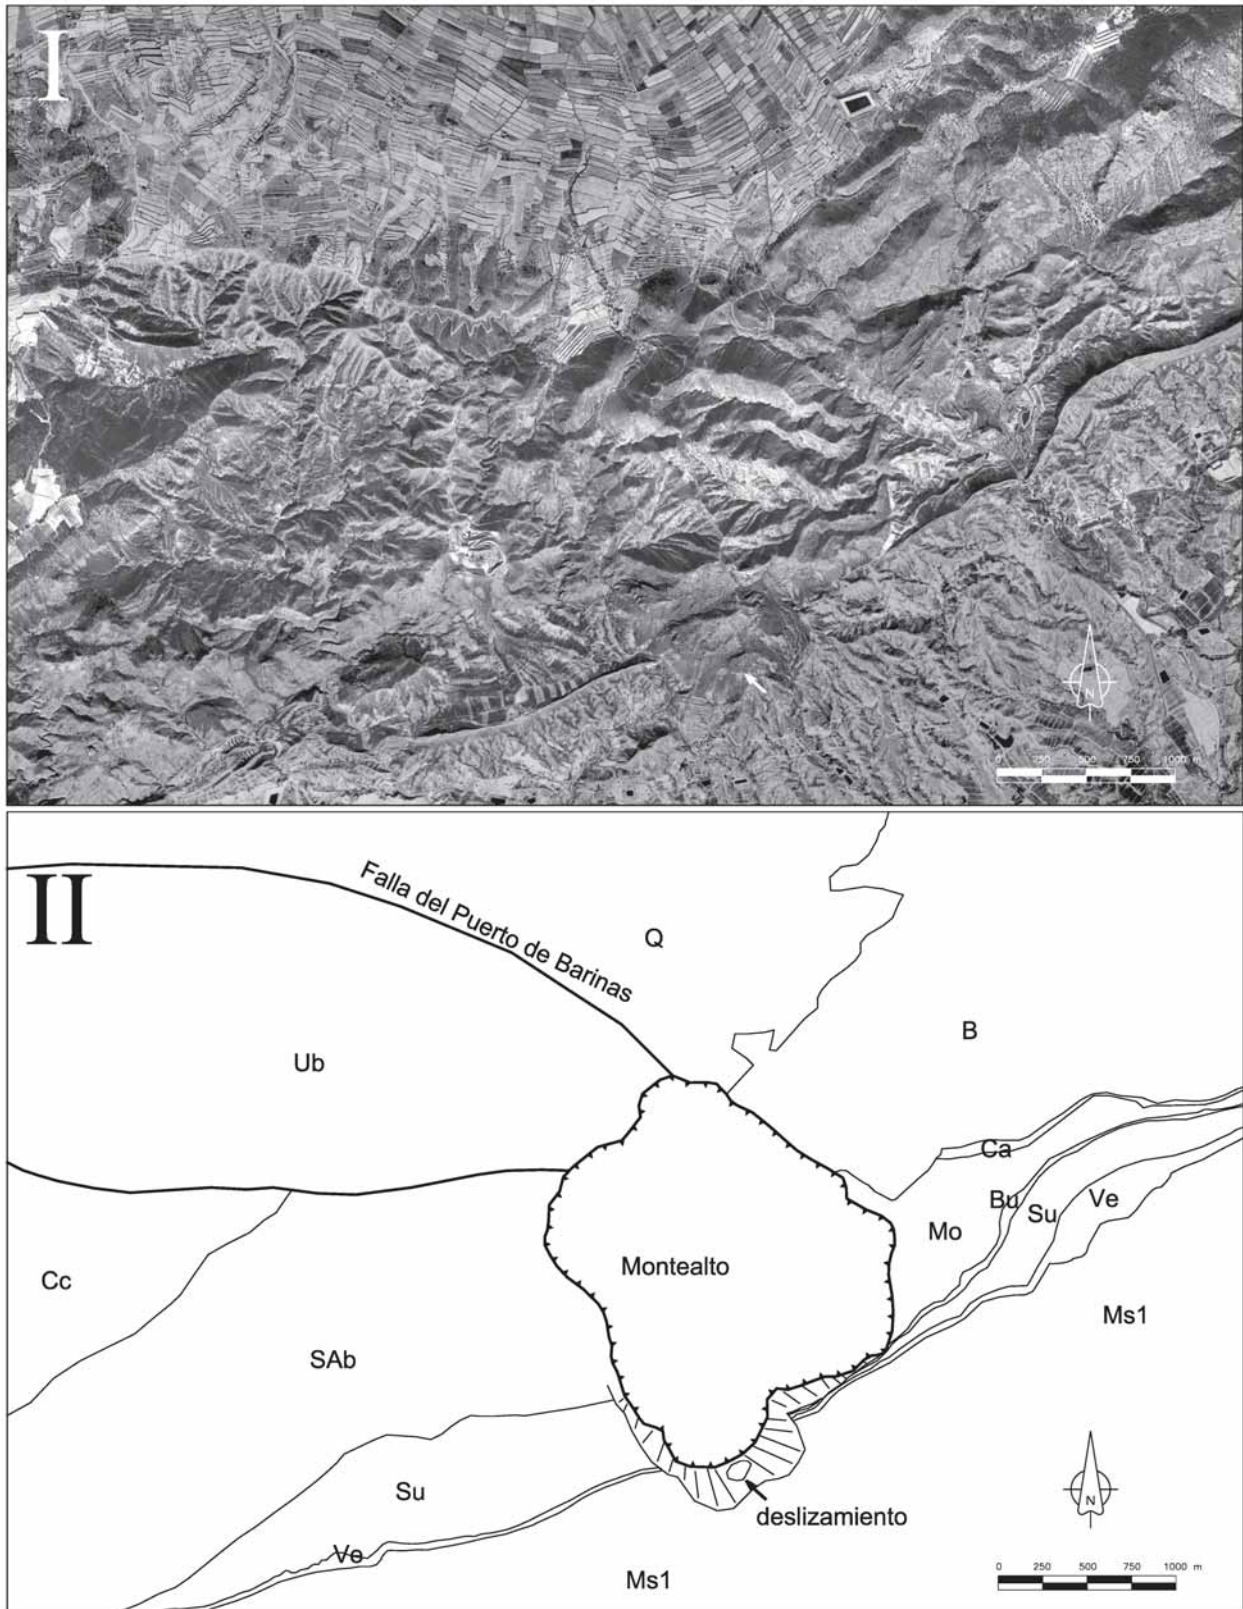 I
N
0 250 500 750 1000 m
II
Falla del Puerto de Barinas
Q
B
Ub
Ca
Bu
Ve
Su
Mo
Cc
Montealto
Ms1
SAb
Su
deslizamiento
N
Ve
Ms1
0 250 500 750 1000 m